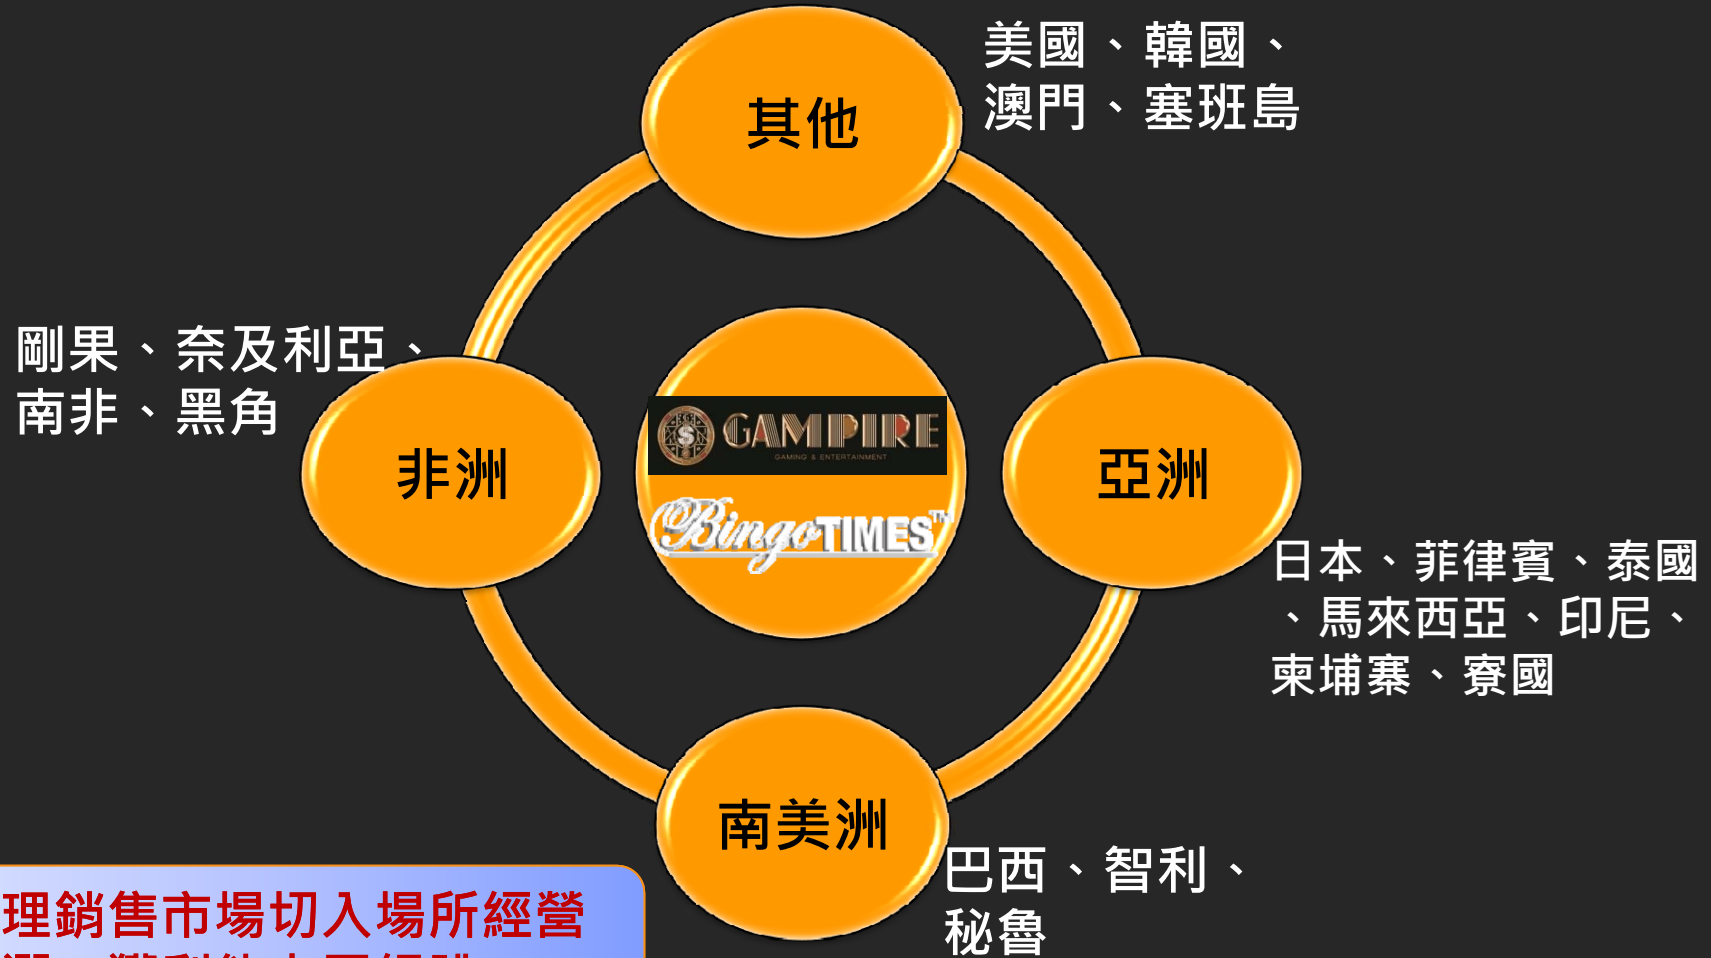 其他
美國、韓國、
澳門、塞班島
剛果、奈及利亞、
南非、黑角
非洲
GAMPIRE
GAMING & ENTERTAINMENT
BingoTIMES™
亞洲
日本、菲律賓、泰國
、馬來西亞、印尼、
柬埔寨、寮國
南美洲
巴西、智利、
秘魯
理銷售市場切入場所經營